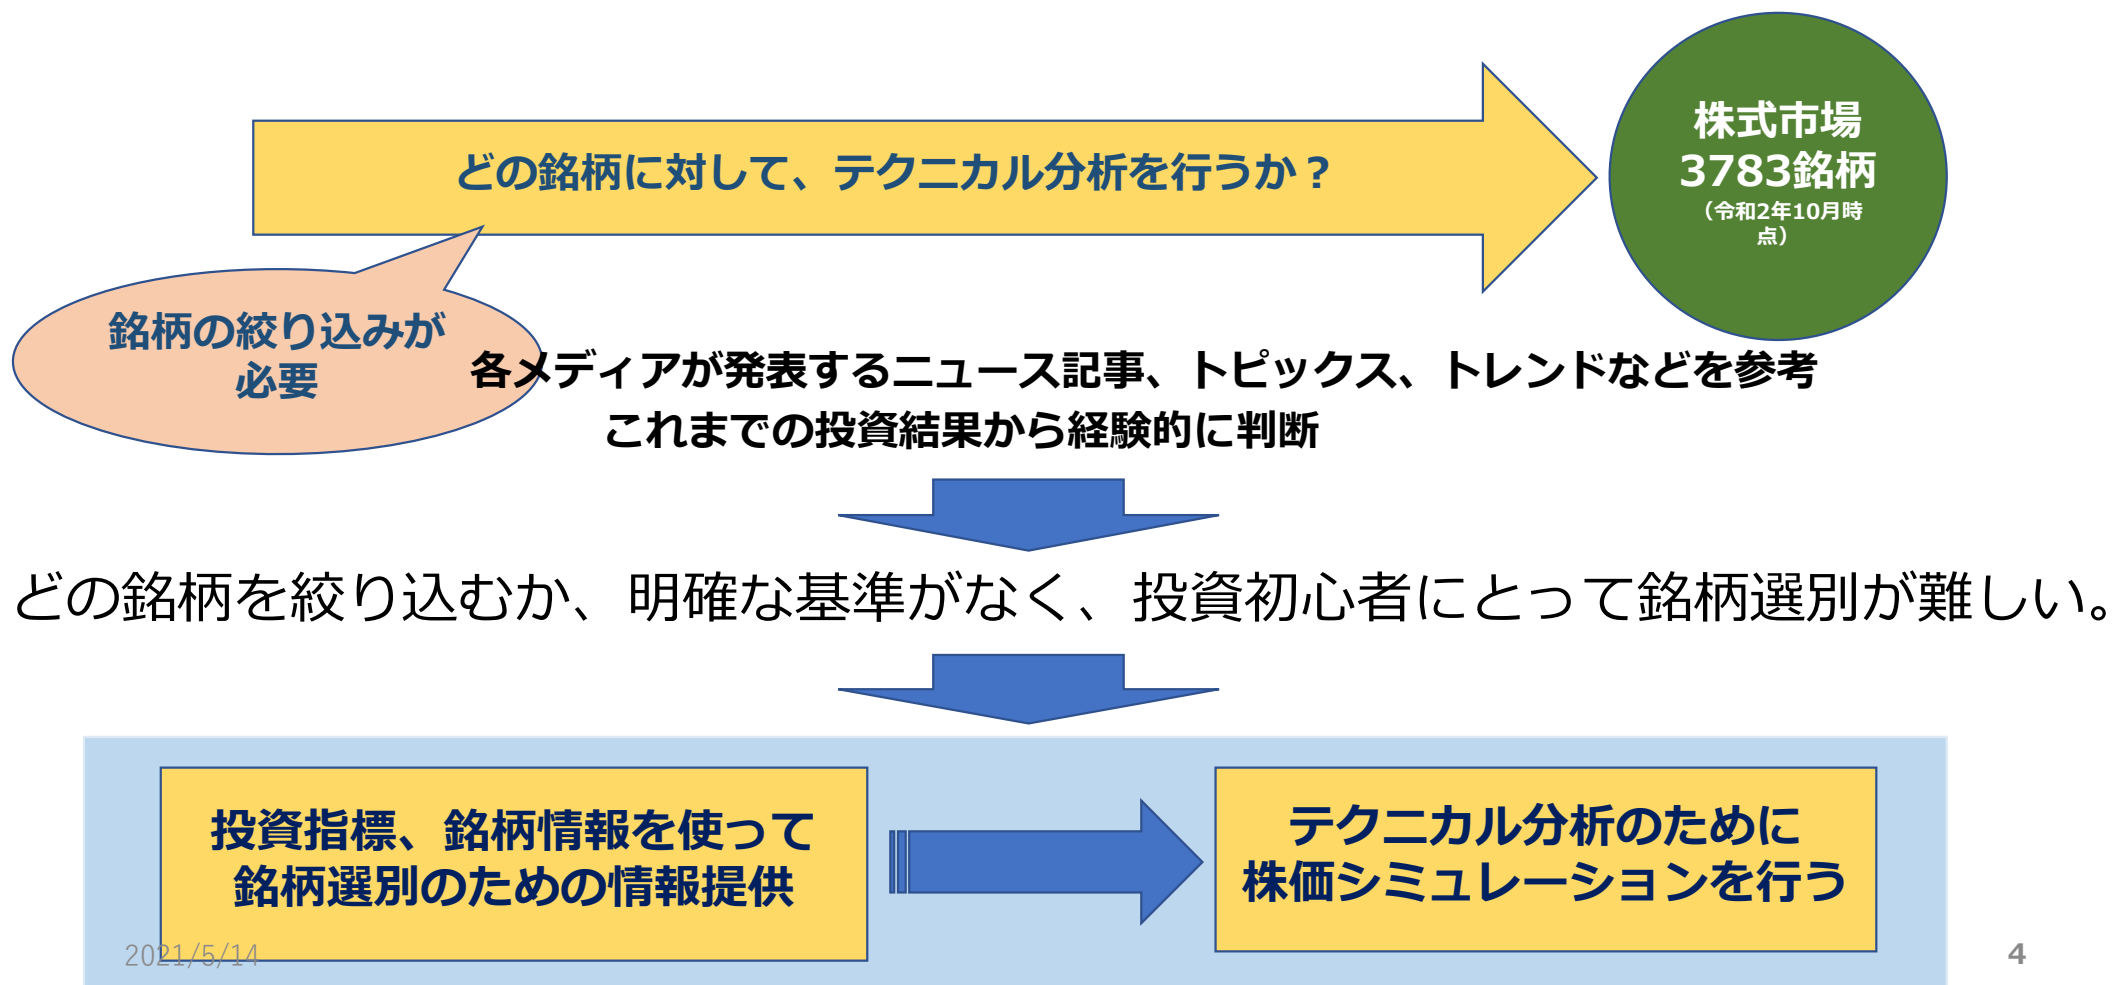 株式市場
3783銘柄
（令和2年10月時
点）
どの銘柄に対して、テクニカル分析を行うか？
銘柄の絞り込みが
必要
各メディアが発表するニュース記事、トピックス、トレンドなどを参考
これまでの投資結果から経験的に判断
どの銘柄を絞り込むか、明確な基準がなく、投資初心者にとって銘柄選別が難しい。
投資指標、銘柄情報を使って
銘柄選別のための情報提供
テクニカル分析のために
株価シミュレーションを行う
2021/5/14
4